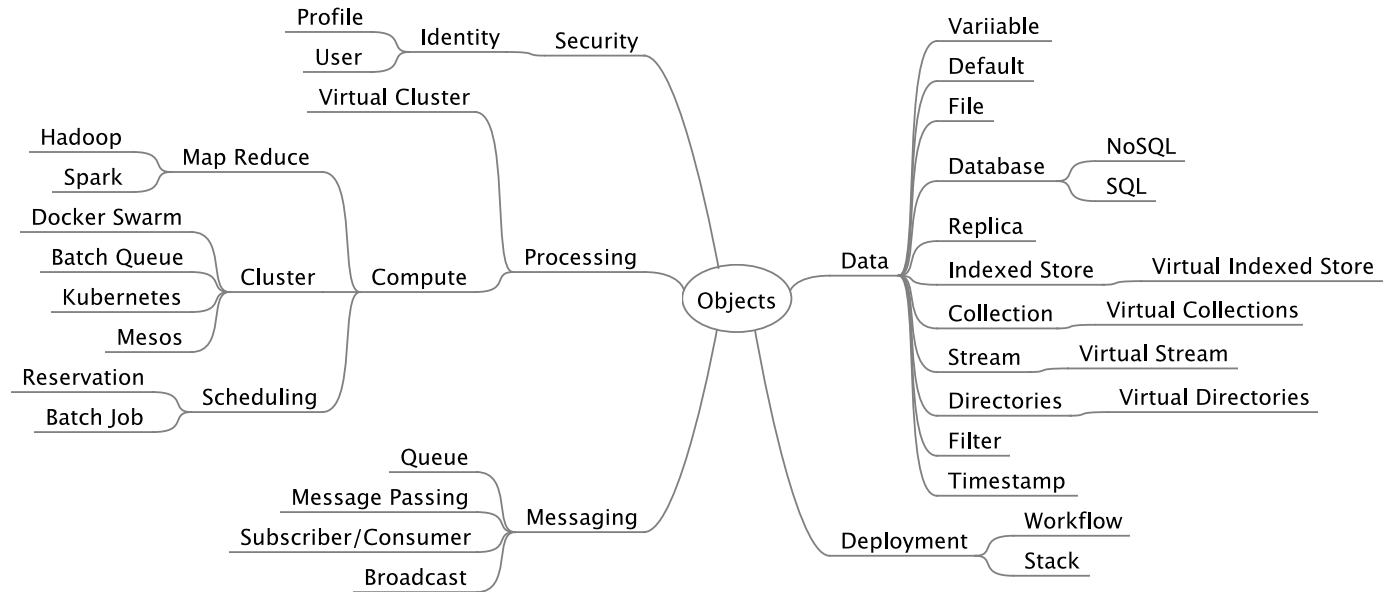 Profile
User
Identity
Security
Virtual Cluster
Hadoop
Spark
Map Reduce
Docker Swarm
Batch Queue
Kubernetes
Mesos
Cluster
Compute
Processing
Reservation
Batch Job
Scheduling
Queue
Message Passing
Subscriber/Consumer
Broadcast
Messaging
Objects
Data
Variiable
Default
File
Database
NoSQL
SQL
Replica
Indexed Store
Virtual Indexed Store
Collection
Virtual Collections
Stream
Virtual Stream
Directories
Virtual Directories
Filter
Timestamp
Deployment
Workflow
Stack